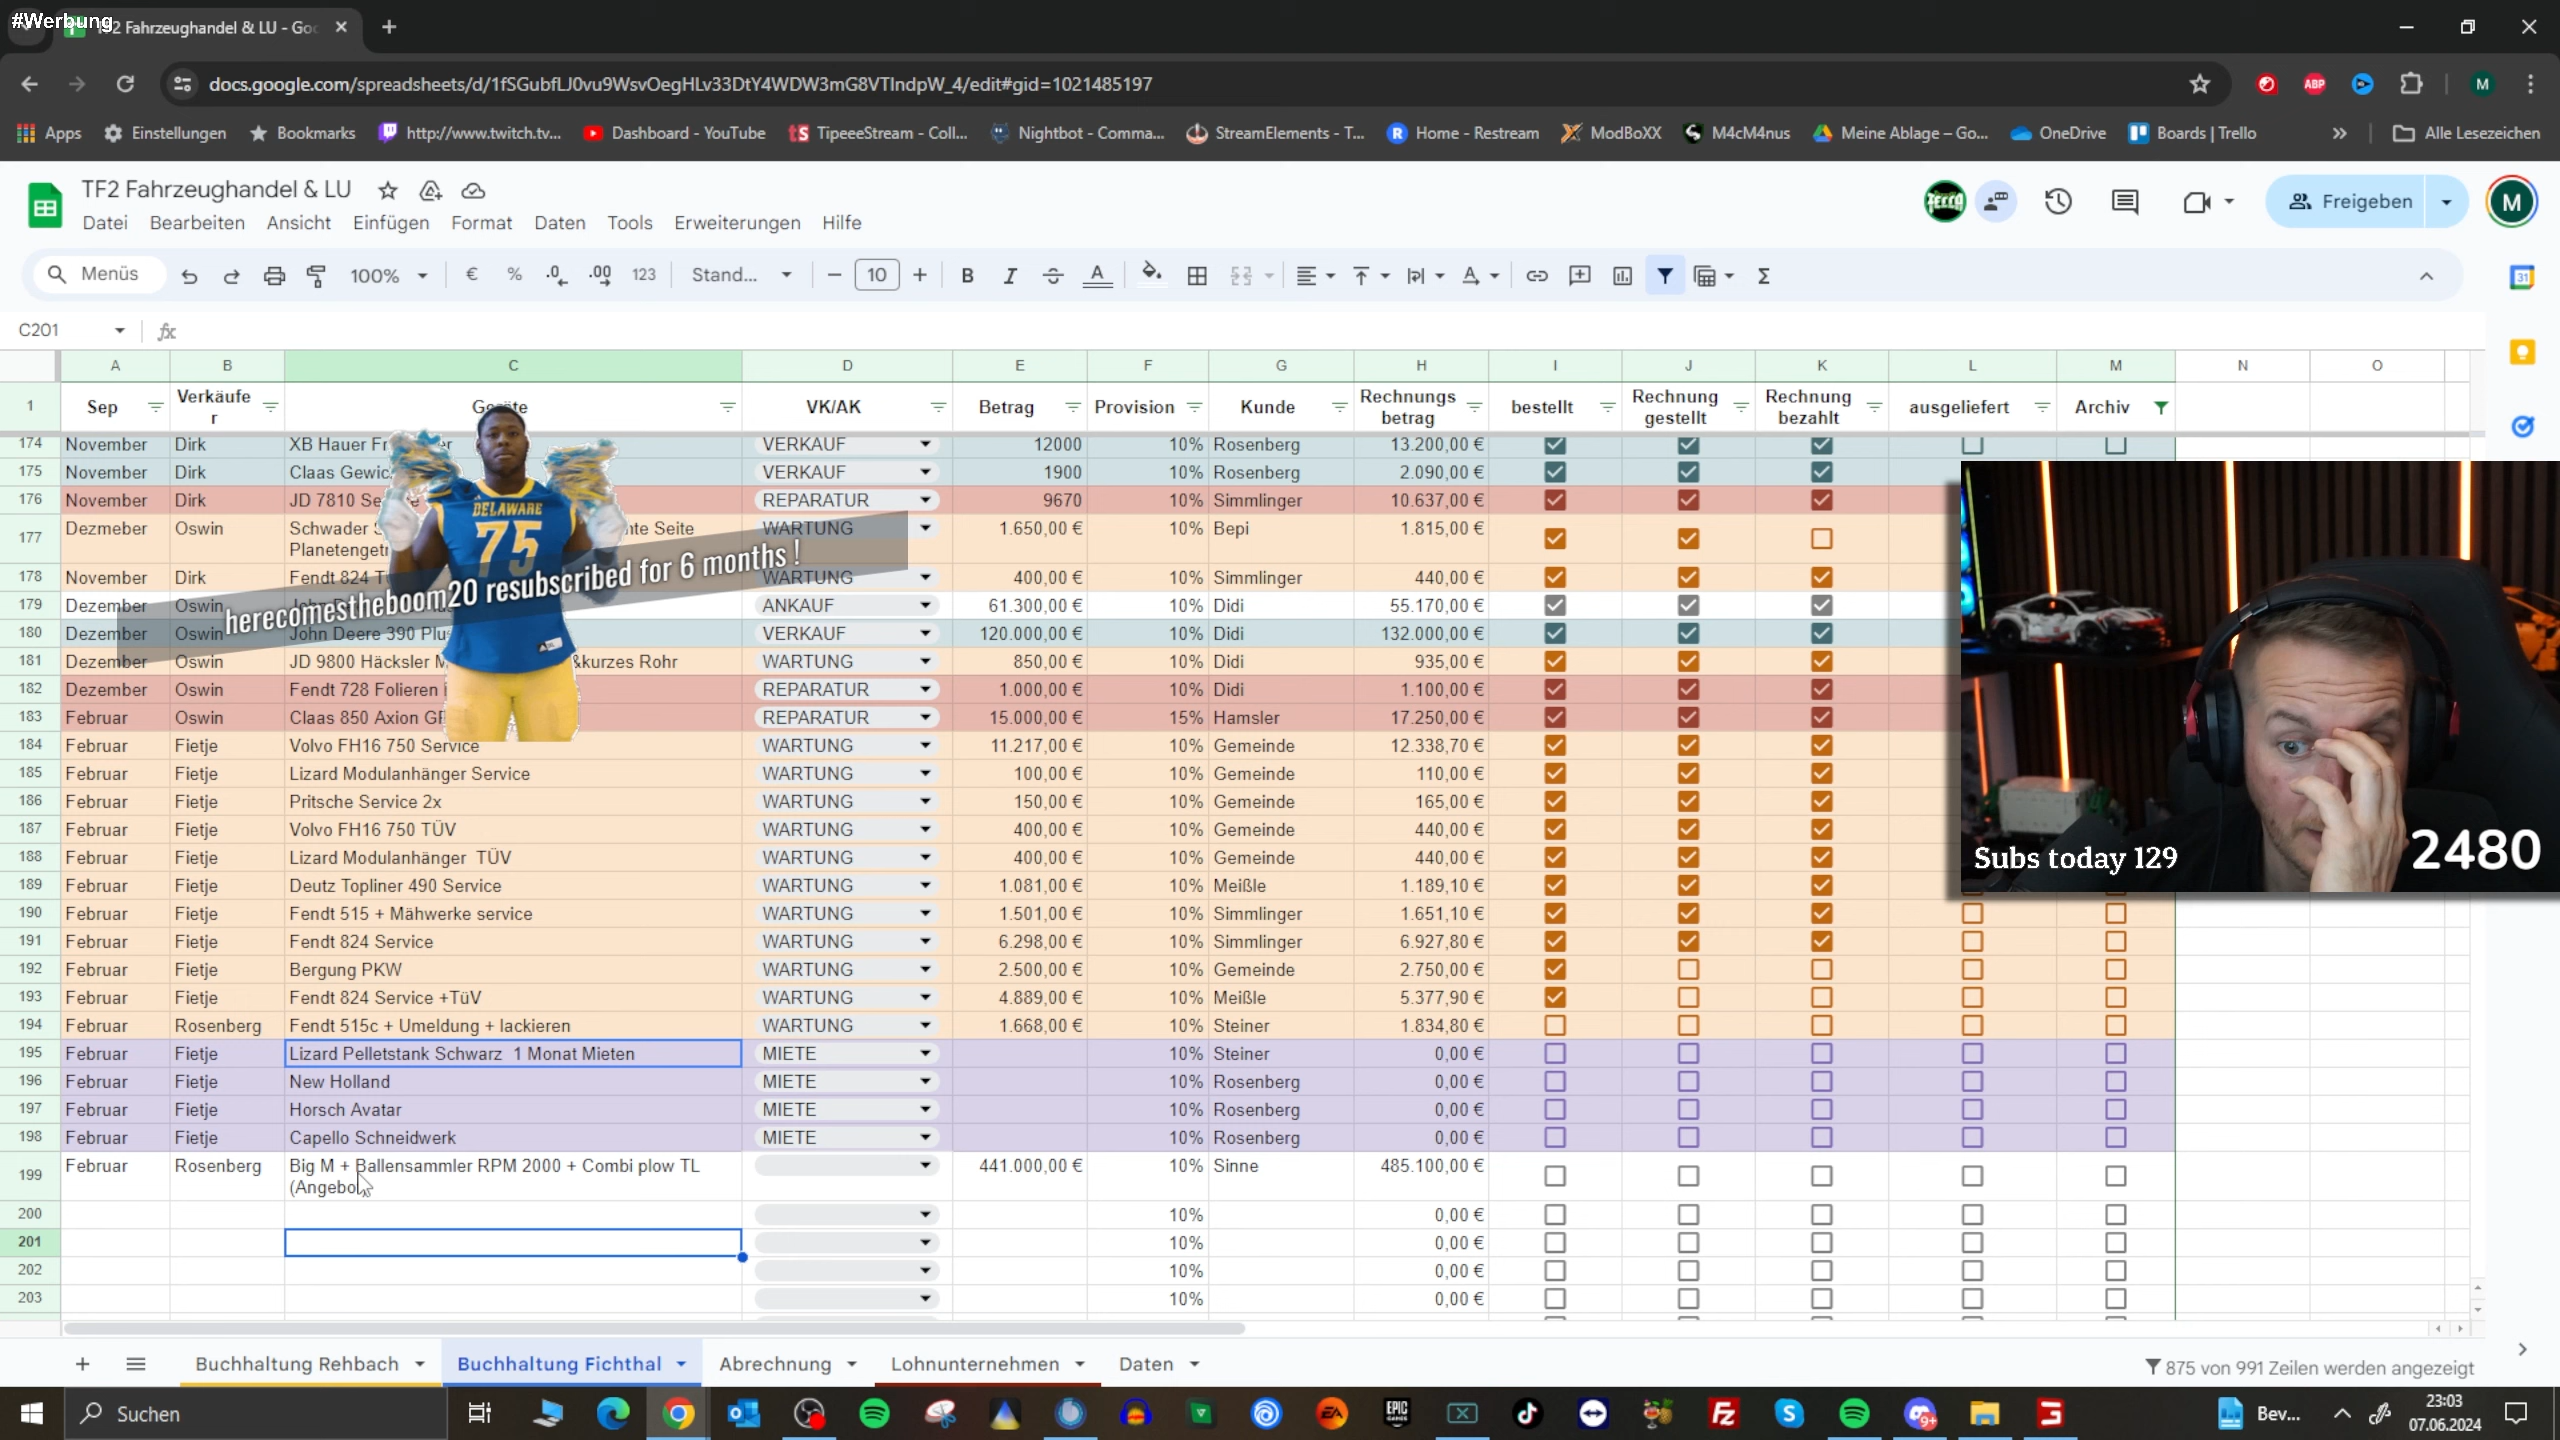 #Werbung
TF2 Fahrzeughandel & LU - Goo
docs.google.com/spreadsheets/d/1fSGubfLJ0vu9WsvOegHLv33DtY4WDW3mG8VTIndpW_4/edit#gid=1021485197
ABP
M
Apps Einstellungen Bookmarks http://www.twitch.tv... Dashboard - YouTube TipeeeStream - Coll... Nightbot - Comma... StreamElements - T... Home - Restream ModBoXX M4cM4nus Meine Ablage – Go... OneDrive Boards | Trello » Alle Lesezeichen
TF2 Fahrzeughandel & LU
Freigeben M
Datei Bearbeiten Ansicht Einfügen Format Daten Tools Erweiterungen Hilfe
Menüs 100% € % .0 .00 123 Stand... 10 B I A
C201 fx
A B C D E F G H I J K L M N O
1 Sep Verkäufe r Geräte VK/AK Betrag Provision Kunde Rechnungs betrag bestellt Rechnung gestellt Rechnung bezahlt ausgeliefert Archiv
174 November Dirk XB Hauer VERKAUF 12000 10% Rosenberg 13.200,00 €
175 November Dirk Claas VERKAUF 1900 10% Rosenberg 2.090,00 €
176 November Dirk JD 7810 REPARATUR 9670 10% Simmlinger 10.637,00 €
177 Dezmeber Oswin Schwader Seite WARTUNG 1.650,00 € 10% Bepi 1.815,00 €
178 November Dirk Fendt 824 WARTUNG 400,00 € 10% Simmlinger 440,00 €
179 Dezember Oswin ANKAUF 61.300,00 € 10% Didi 55.170,00 €
180 Dezember Oswin John Deere 390 VERKAUF 120.000,00 € 10% Didi 132.000,00 €
181 Dezember Oswin JD 9800 Häcksler &kurzes Rohr WARTUNG 850,00 € 10% Didi 935,00 €
182 Dezember Oswin Fendt 728 Folieren REPARATUR 1.000,00 € 10% Didi 1.100,00 €
183 Februar Oswin Claas 850 Axion REPARATUR 15.000,00 € 15% Hamsler 17.250,00 €
184 Februar Fietje Volvo FH16 750 Service WARTUNG 11.217,00 € 10% Gemeinde 12.338,70 €
185 Februar Fietje Lizard Modulanhänger Service WARTUNG 100,00 € 10% Gemeinde 110,00 €
186 Februar Fietje Pritsche Service 2x WARTUNG 150,00 € 10% Gemeinde 165,00 €
187 Februar Fietje Volvo FH16 750 TÜV WARTUNG 400,00 € 10% Gemeinde 440,00 €
188 Februar Fietje Lizard Modulanhänger TÜV WARTUNG 400,00 € 10% Gemeinde 440,00 €
189 Februar Fietje Deutz Topliner 490 Service WARTUNG 1.081,00 € 10% Meißle 1.189,10 €
190 Februar Fietje Fendt 515 + Mähwerke service WARTUNG 1.501,00 € 10% Simmlinger 1.651,10 €
191 Februar Fietje Fendt 824 Service WARTUNG 6.298,00 € 10% Simmlinger 6.927,80 €
192 Februar Fietje Bergung PKW WARTUNG 2.500,00 € 10% Gemeinde 2.750,00 €
193 Februar Fietje Fendt 824 Service +TüV WARTUNG 4.889,00 € 10% Meißle 5.377,90 €
194 Februar Rosenberg Fendt 515c + Umeldung + lackieren WARTUNG 1.668,00 € 10% Steiner 1.834,80 €
195 Februar Fietje Lizard Pelletstank Schwarz 1 Monat Mieten MIETE 10% Steiner 0,00 €
196 Februar Fietje New Holland MIETE 10% Rosenberg 0,00 €
197 Februar Fietje Horsch Avatar MIETE 10% Rosenberg 0,00 €
198 Februar Fietje Capello Schneidwerk MIETE 10% Rosenberg 0,00 €
199 Februar Rosenberg Big M + Ballensammler RPM 2000 + Combi plow TL 441.000,00 € 10% Sinne 485.100,00 €
200 10% 0,00 €
201 10% 0,00 €
202 10% 0,00 €
203 10% 0,00 €
DELAWARE
75
herecomestheboom20 resubscribed for 6 months !
Subs today 129
2480
Buchhaltung Rehbach Buchhaltung Fichthal Abrechnung Lohnunternehmen Daten 875 von 991 Zeilen werden angezeigt
Suchen
EA
EPIC GAMES
Fz
9+
Bev...
23:03
07.06.2024